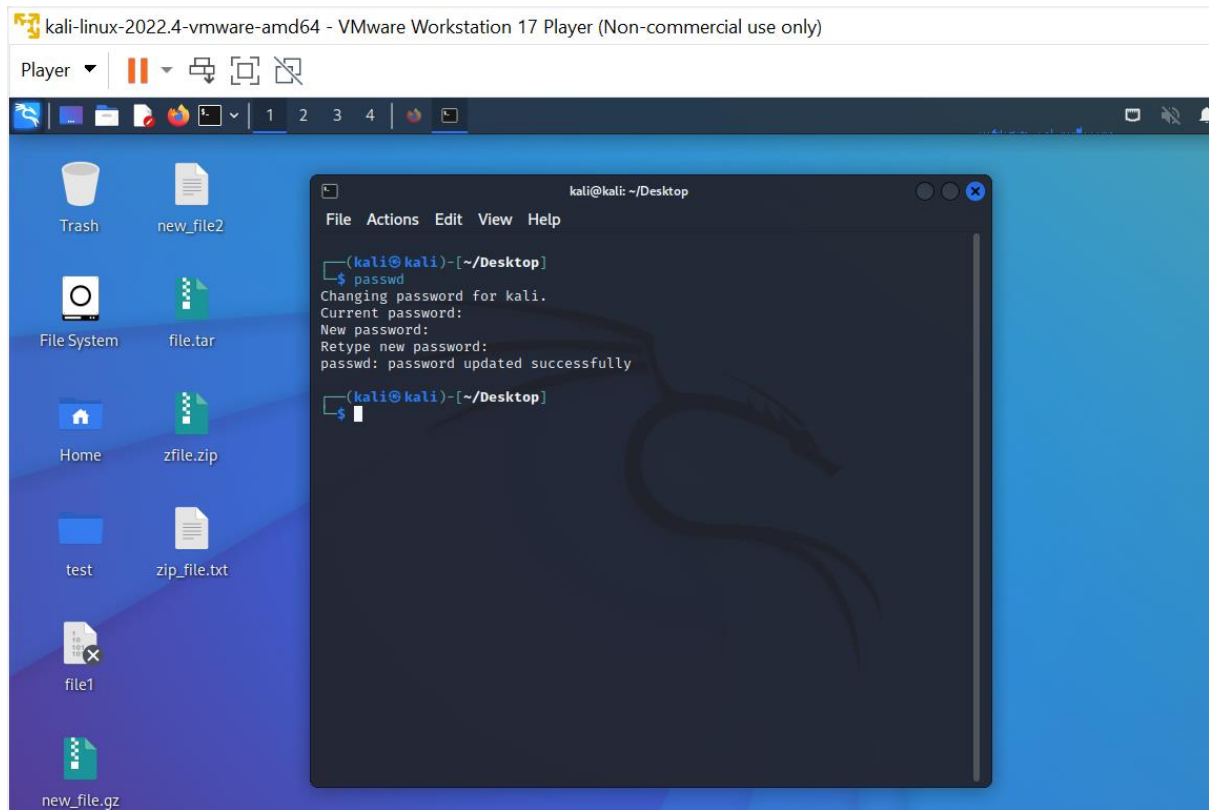 kali-linux-2022.4-vmware-amd64 - VMware Workstation 17 Player (Non-commercial use only)
Player
1 2 3 4
Trash
new_file2
File System
file.tar
Home
zfile.zip
test
zip_file.txt
file1
new_file.gz
kali@kali: ~/Desktop
File Actions Edit View Help
┌──(kali㉿kali)-[~/Desktop]
└─$ passwd
Changing password for kali.
Current password:
New password:
Retype new password:
passwd: password updated successfully
┌──(kali㉿kali)-[~/Desktop]
└─$